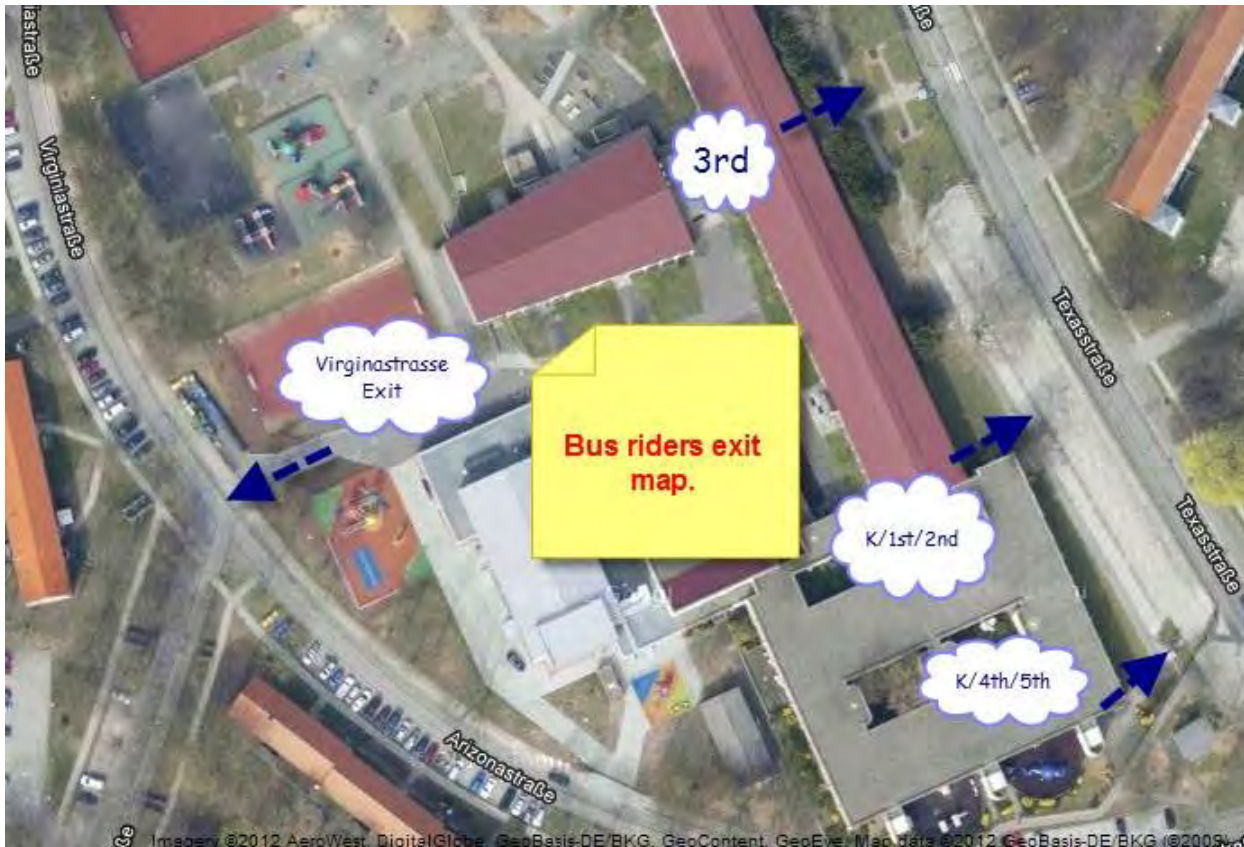 iastraße
Virginiastraße
3rd
Virginastrasse
Exit
Bus riders exit
map.
Texasstraße
K/1st/2nd
Texasstraße
K/4th/5th
Arizonastraße
Imagery ©2012 AeroWest, DigitalGlobe, GeoBasis-DE/BKG, GeoContent, GeoEye, Map data ©2012 GeoBasis-DE/BKG (©2009),